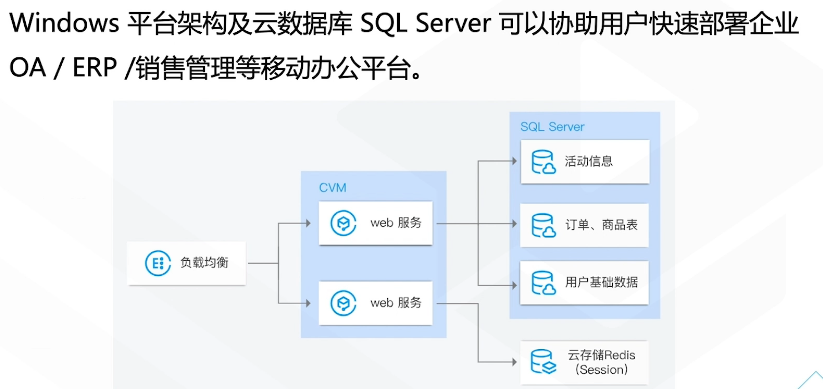 Windows 平台架构及云数据库 SQL Server 可以协助用户快速部署企业
OA / ERP /销售管理等移动办公平台。
SQL Server
活动信息
CVM
web 服务
订单、商品表
负载均衡
用户基础数据
web 服务
云存储Redis
（Session）